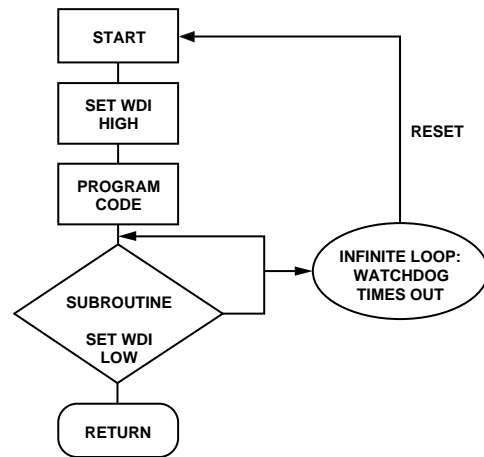 START
SET WDI
HIGH
RESET
PROGRAM
CODE
INFINITE LOOP:
WATCHDOG
TIMES OUT
SUBROUTINE
SET WDI
LOW
RETURN